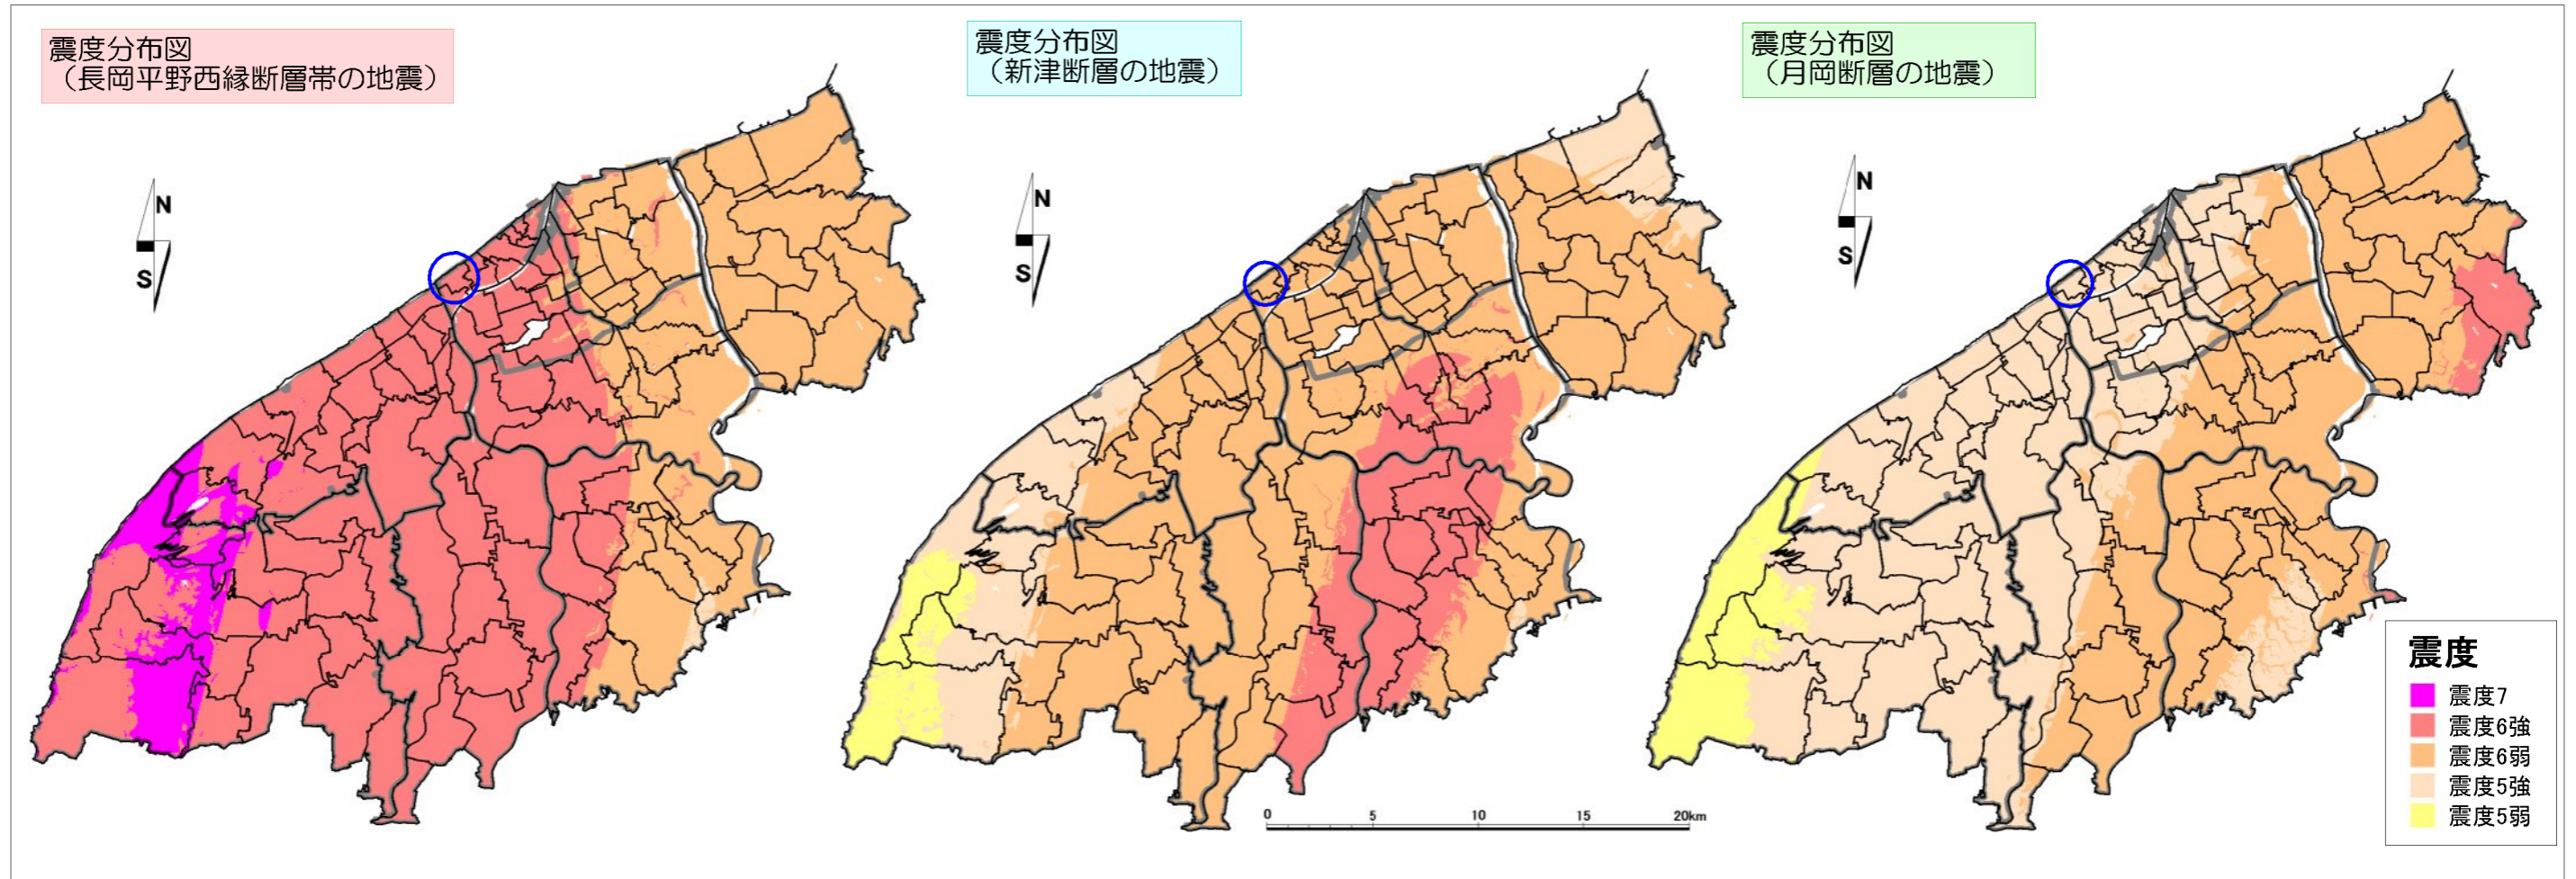 震度分布図
（長岡平野西縁断層帯の地震）
震度分布図
（新津断層の地震）
震度分布図
（月岡断層の地震）
N
S
N
S
N
S
震度
震度7
震度6強
震度6弱
震度5強
震度5弱
0 5 10 15 20km